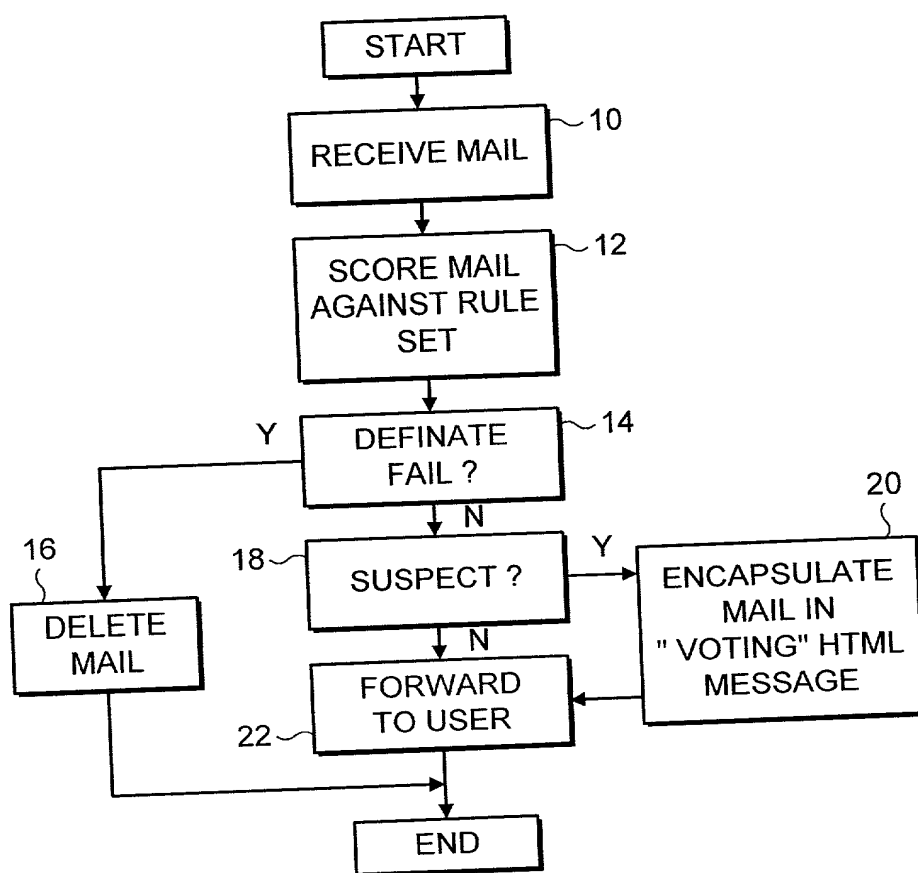 START
RECEIVE MAIL
10
SCORE MAIL
AGAINST RULE
SET
12
DEFINATE
FAIL ?
14
Y
N
16
DELETE
MAIL
18
SUSPECT ?
Y
N
20
ENCAPSULATE
MAIL IN
" VOTING" HTML
MESSAGE
FORWARD
TO USER
22
END